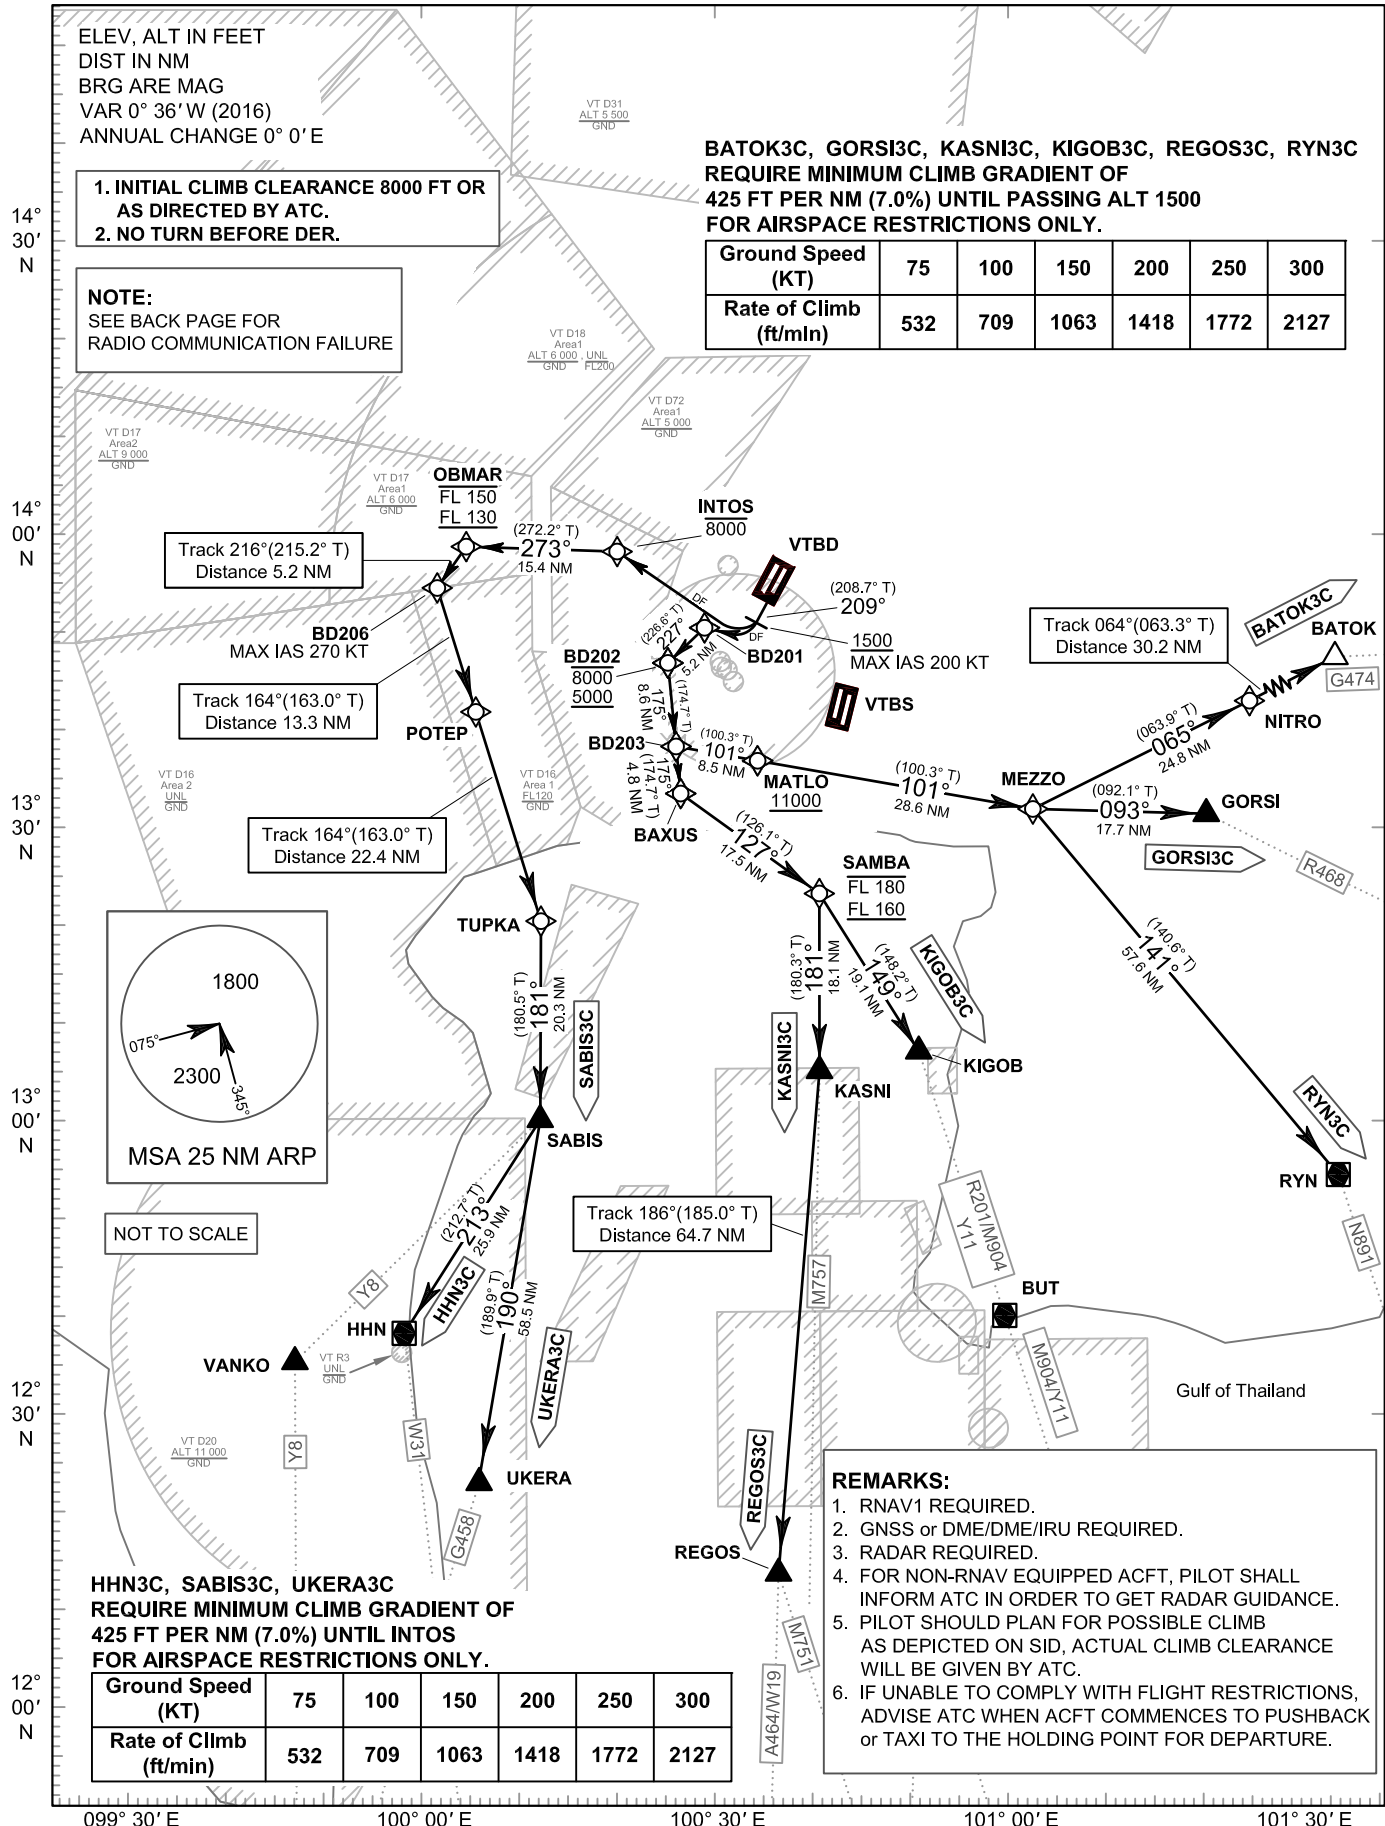 ELEV, ALT IN FEET
DIST IN NM
BRG ARE MAG
VAR 0° 36' W (2016)
ANNUAL CHANGE 0° 0' E
1. INITIAL CLIMB CLEARANCE 8000 FT OR
AS DIRECTED BY ATC.
2. NO TURN BEFORE DER.
NOTE:
SEE BACK PAGE FOR
RADIO COMMUNICATION FAILURE
VT D31
ALT 5 500
GND
BATOK3C, GORSI3C, KASNI3C, KIGOB3C, REGOS3C, RYN3C
REQUIRE MINIMUM CLIMB GRADIENT OF
425 FT PER NM (7.0%) UNTIL PASSING ALT 1500
FOR AIRSPACE RESTRICTIONS ONLY.
Ground Speed (KT) 75 100 150 200 250 300
Rate of Climb (ft/min) 532 709 1063 1418 1772 2127
14°
30'
N
VT D18
Area1
ALT 6 000 , UNL
GND FL200
VT D72
Area1
ALT 5 000
GND
VT D17
Area2
ALT 9 000
GND
VT D17
Area1
ALT 6 000
GND
OBMAR
FL 150
FL 130
INTOS
8000
14°
00'
N
(272.2° T)
273°
15.4 NM
VTBD
Track 216°(215.2° T)
Distance 5.2 NM
(208.7° T)
209°
DF
DF
1500
MAX IAS 200 KT
BD206
MAX IAS 270 KT
(226.6° T)
227°
5.2 NM
BD201
BD202
8000
5000
Track 064°(063.3° T)
Distance 30.2 NM
BATOK3C
BATOK
G474
NITRO
Track 164°(163.0° T)
Distance 13.3 NM
POTEP
(174.7° T)
175°
8.6 NM
VTBS
BD203
(100.3° T)
101°
8.5 NM
MATLO
11000
(063.9° T)
065°
24.8 NM
(100.3° T)
101°
28.6 NM
MEZZO
(092.1° T)
093°
17.7 NM
GORSI
GORSI3C
R468
VT D16
Area 2
UNL
GND
VT D16
Area 1
FL120
GND
175°
(174.7° T)
4.8 NM
BAXUS
13°
30'
N
Track 164°(163.0° T)
Distance 22.4 NM
(126.1° T)
127°
17.5 NM
SAMBA
FL 180
FL 160
TUPKA
1800
075°
2300
345°
MSA 25 NM ARP
(180.5° T)
181°
20.3 NM
SABIS3C
(180.3° T)
181°
18.1 NM
KASNI3C
(148.2° T)
149°
19.1 NM
KIGOB3C
(140.6° T)
141°
57.6 NM
KIGOB
KASNI
13°
00'
N
SABIS
RYN3C
RYN
N891
NOT TO SCALE
(212.7° T)
213°
25.9 NM
HHN3C
Y8
Track 186°(185.0° T)
Distance 64.7 NM
M757
R201/M904
Y11
(189.9° T)
190°
58.5 NM
UKERA3C
BUT
HHN
VANKO
VT R3
UNL
GND
M904/Y11
Gulf of Thailand
12°
30'
N
VT D20
ALT 11 000
GND
Y8
W31
UKERA
G458
REGOS3C
REGOS
M751
A464/W19
REMARKS:
1. RNAV1 REQUIRED.
2. GNSS or DME/DME/IRU REQUIRED.
3. RADAR REQUIRED.
4. FOR NON-RNAV EQUIPPED ACFT, PILOT SHALL
INFORM ATC IN ORDER TO GET RADAR GUIDANCE.
5. PILOT SHOULD PLAN FOR POSSIBLE CLIMB
AS DEPICTED ON SID, ACTUAL CLIMB CLEARANCE
WILL BE GIVEN BY ATC.
6. IF UNABLE TO COMPLY WITH FLIGHT RESTRICTIONS,
ADVISE ATC WHEN ACFT COMMENCES TO PUSHBACK
or TAXI TO THE HOLDING POINT FOR DEPARTURE.
HHN3C, SABIS3C, UKERA3C
REQUIRE MINIMUM CLIMB GRADIENT OF
425 FT PER NM (7.0%) UNTIL INTOS
FOR AIRSPACE RESTRICTIONS ONLY.
12°
00'
N
Ground Speed (KT) 75 100 150 200 250 300
Rate of Climb (ft/min) 532 709 1063 1418 1772 2127
099° 30' E
100° 00' E
100° 30' E
101° 00' E
101° 30' E